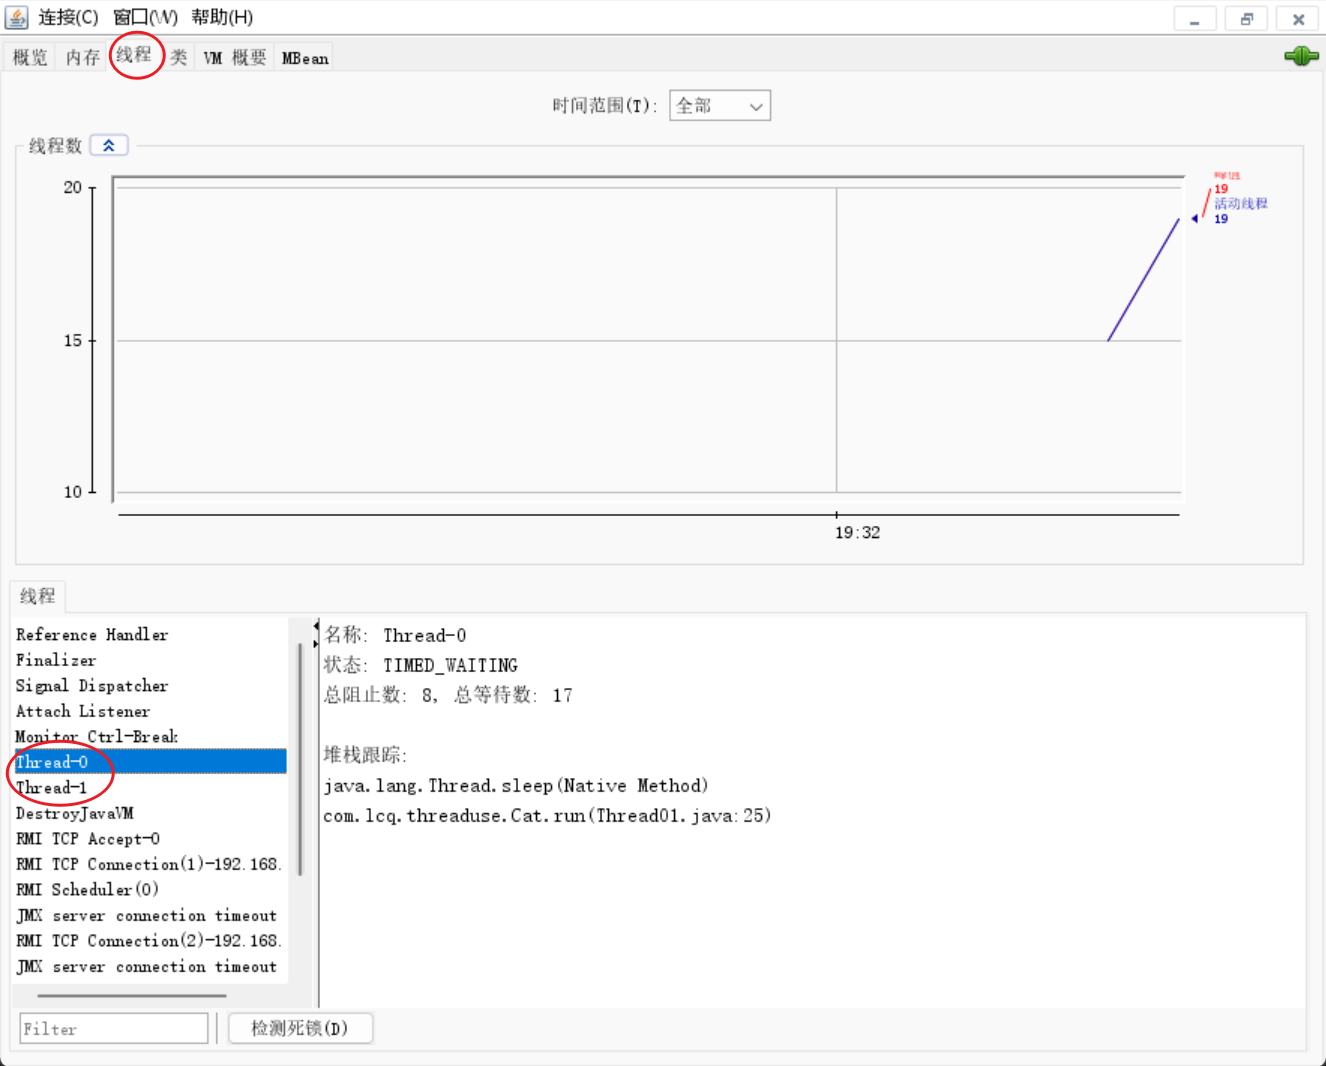 连接(C) 窗口(W) 帮助(H)
概览 内存 线程 类 VM 概要 MBean
时间范围(T): 全部
线程数
20
15
10
19:32
峰值
19
活动线程
19
线程
Reference Handler
Finalizer
Signal Dispatcher
Attach Listener
Monitor Ctrl-Break
Thread-0
Thread-1
DestroyJavaVM
RMI TCP Accept-0
RMI TCP Connection(1)-192.168.
RMI Scheduler(0)
JMX server connection timeout
RMI TCP Connection(2)-192.168.
JMX server connection timeout
Filter
检测死锁(D)
名称: Thread-0
状态: TIMED_WAITING
总阻止数: 8, 总等待数: 17
堆栈跟踪:
java.lang.Thread.sleep(Native Method)
com.lcq.threaduse.Cat.run(Thread01.java:25)